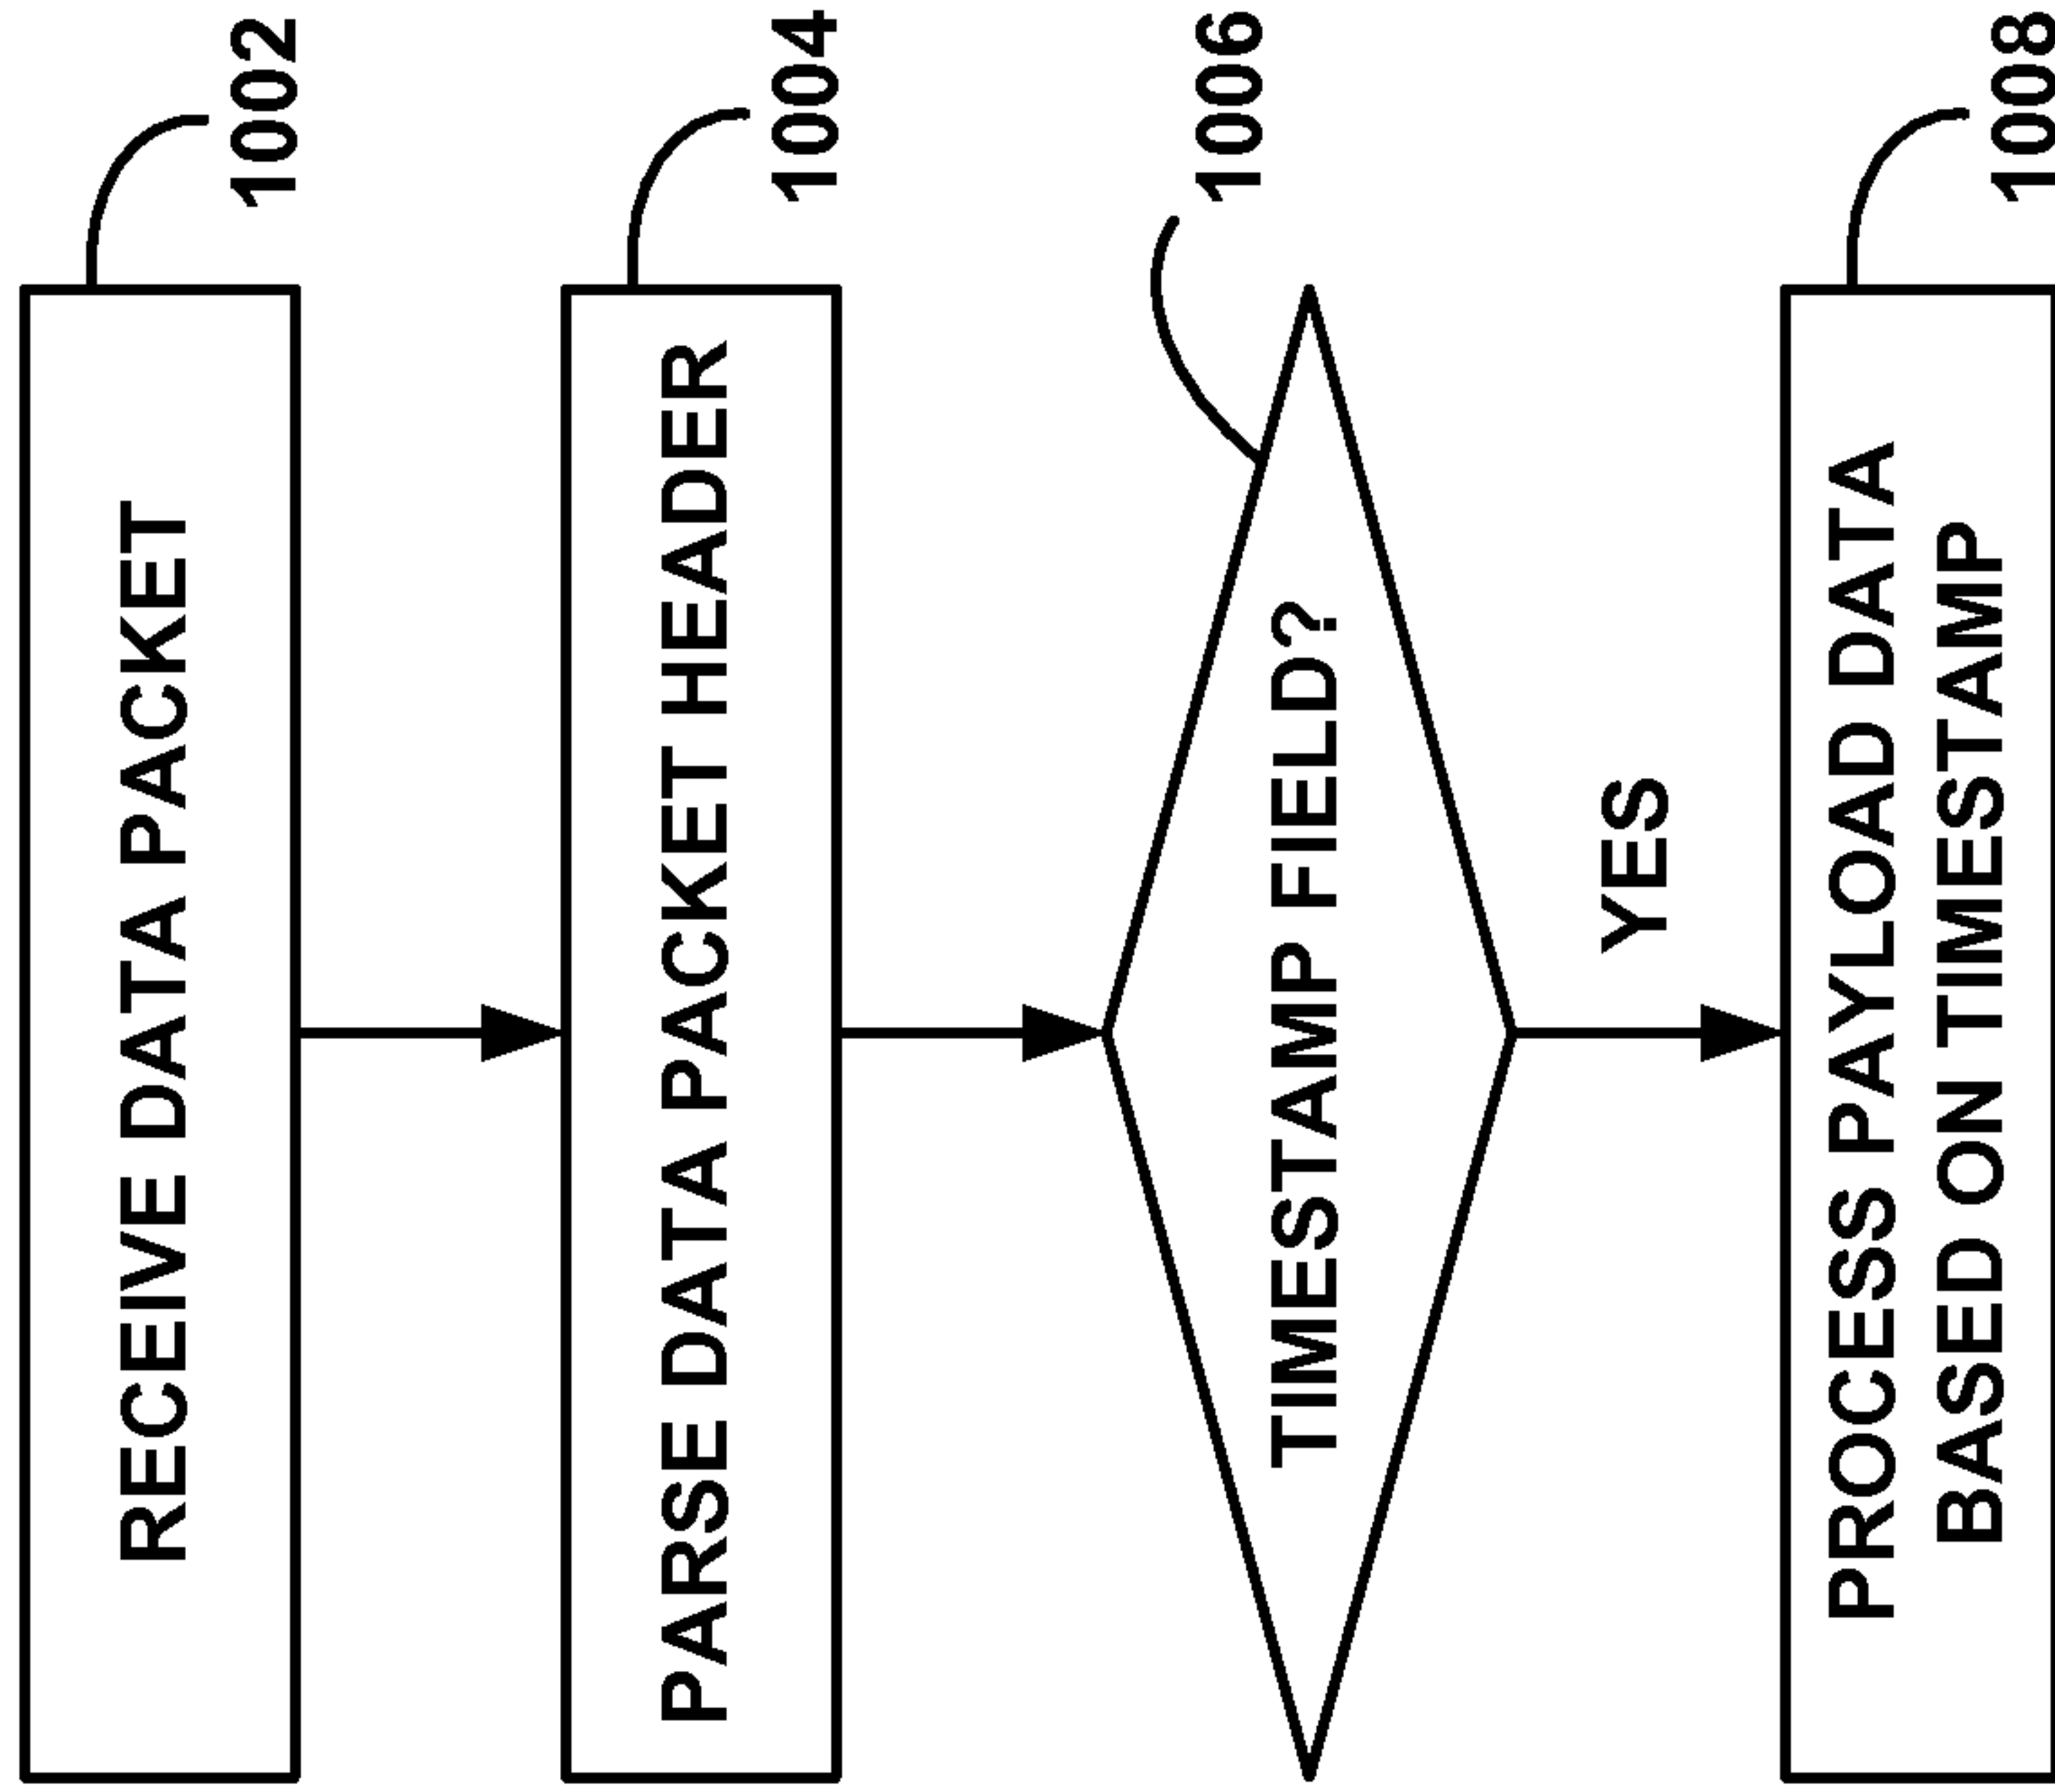 RECEIVE DATA PACKET
1002
PARSE DATA PACKET HEADER
1004
TIMESTAMP FIELD?
1006
YES
PROCESS PAYLOAD DATA
BASED ON TIMESTAMP
1008